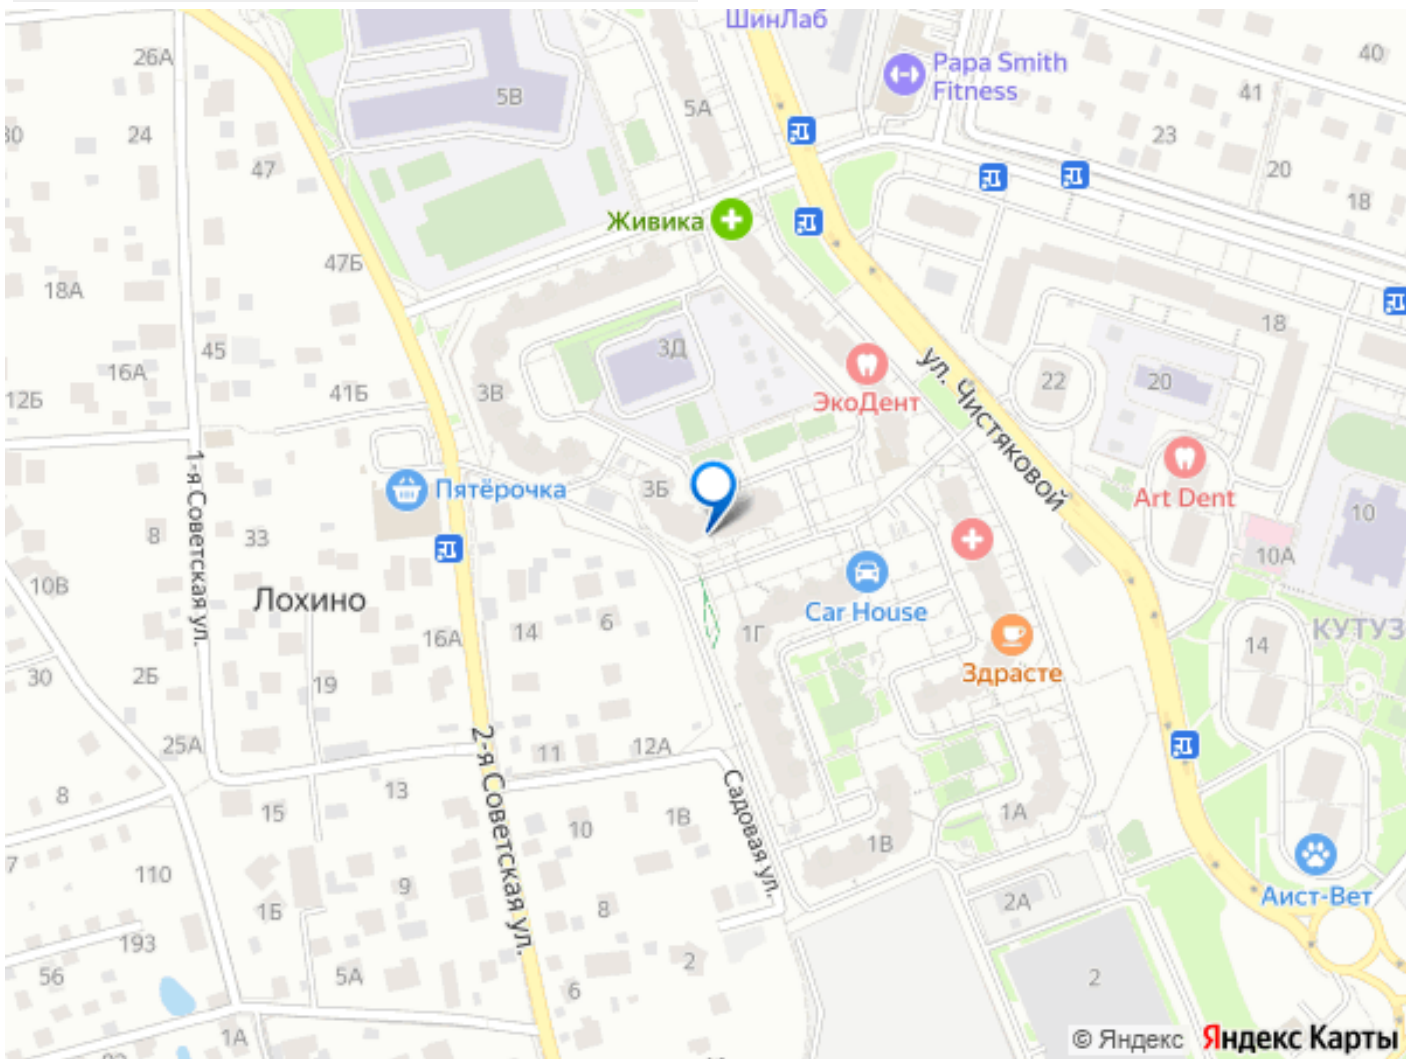 ШинЛаб
Papa Smith
Fitness
26А
5В
5А
40
41
30
24
47
23
20
18
Живика
47Б
18А
18
45
3Д
16А
22
20
12Б
41Б
3В
ЭкоДент
ул. Чистяковой
1-я Советская ул.
Пятёрочка
3Б
Art Dent
10
8
33
10А
10В
Лохино
Car House
14
6
1Г
16А
14
КУТУЗ
30
2Б
19
Здрасте
2-я Советская ул.
25А
11
12А
Садовая ул.
8
13
15
1В
1А
10
1В
7
110
9
Аист-Вет
1Б
8
2А
193
56
5А
2
6
2
1А
© Яндекс
Яндекс Карты